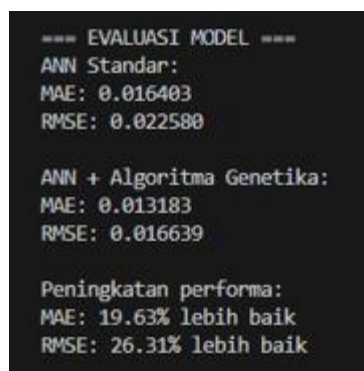 === EVALUASI MODEL ===
ANN Standar:
MAE: 0.016403
RMSE: 0.022580
ANN + Algoritma Genetika:
MAE: 0.013183
RMSE: 0.016639
Peningkatan performa:
MAE: 19.63% lebih baik
RMSE: 26.31% lebih baik